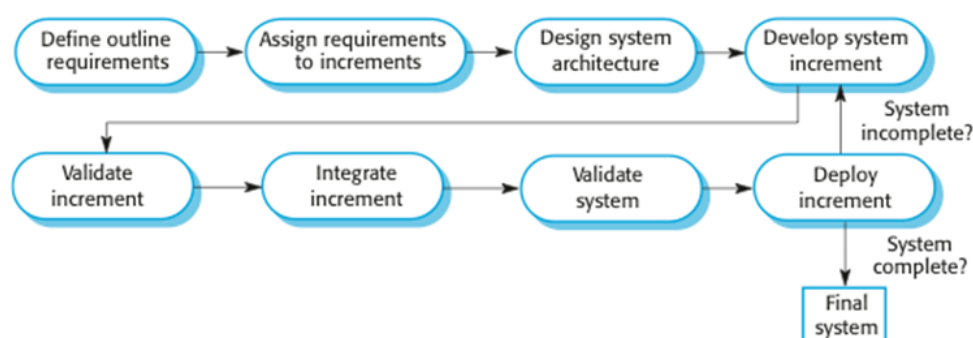 Define outline
requirements
Assign requirements
to increments
Design system
architecture
Develop system
increment
System
incomplete?
Validate
increment
Integrate
increment
Validate
system
Deploy
increment
System
complete?
Final
system